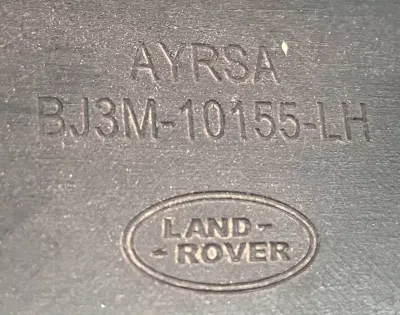 AYRSA
BJ3M-10155-LH
LAND-
-ROVER